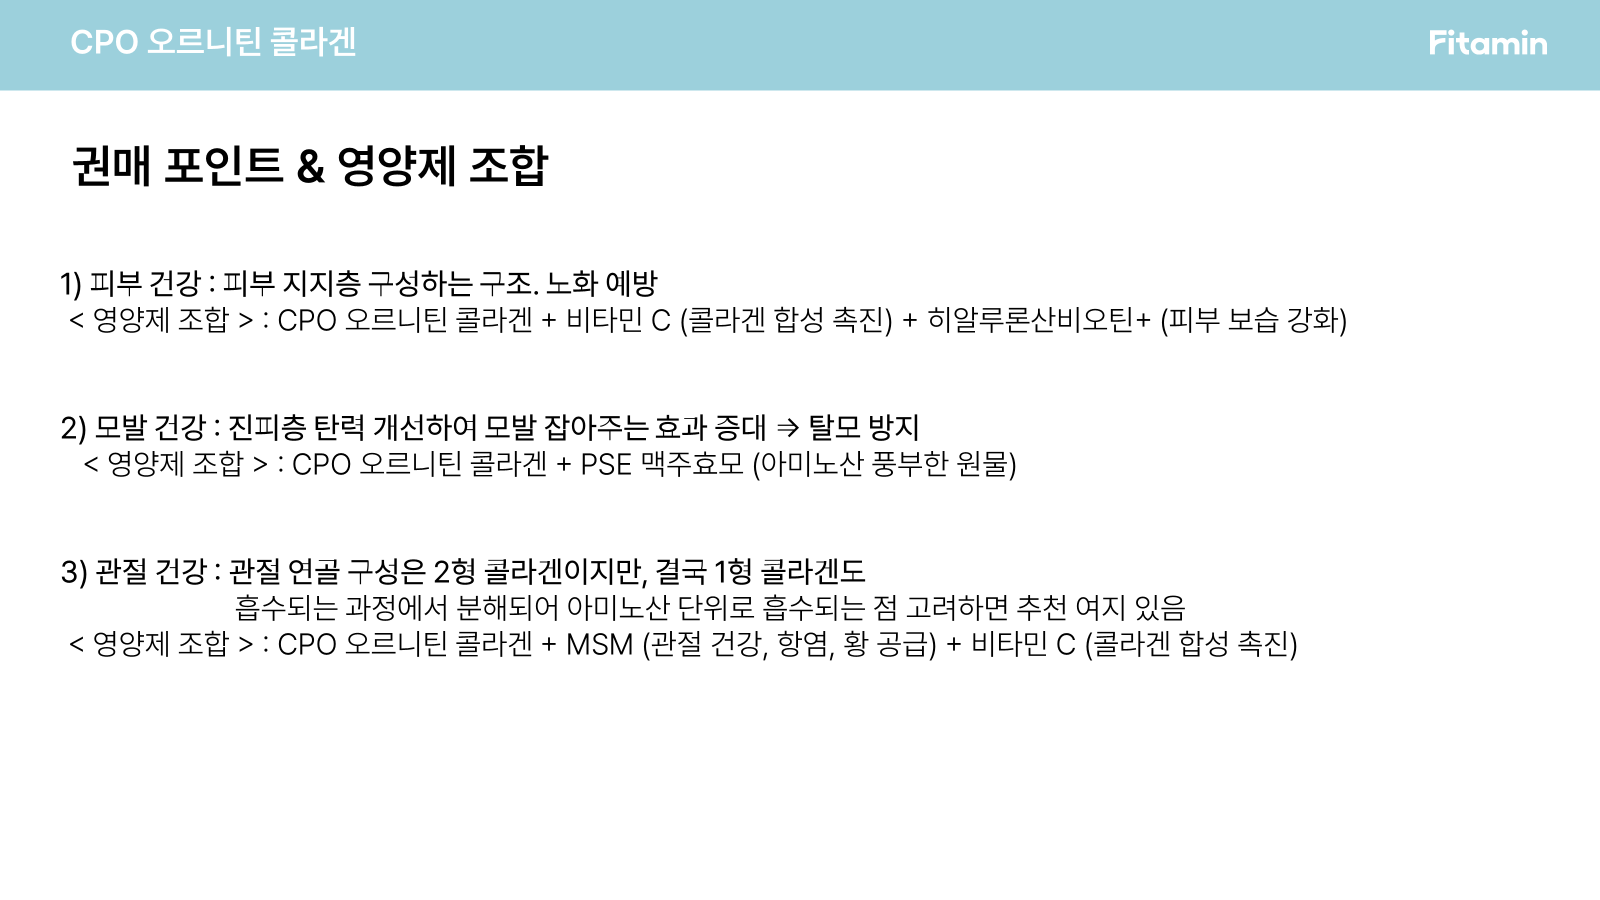 CPO 오르니틴 콜라겐
Fitamin
권매 포인트 & 영양제 조합
1) 피부 건강 : 피부 지지층 구성하는 구조. 노화 예방
< 영양제 조합 > : CPO 오르니틴 콜라겐 + 비타민 C (콜라겐 합성 촉진) + 히알루론산비오틴+ (피부 보습 강화)
2) 모발 건강 : 진피층 탄력 개선하여 모발 잡아주는 효과 증대 → 탈모 방지
< 영양제 조합 > : CPO 오르니틴 콜라겐 + PSE 맥주효모 (아미노산 풍부한 원물)
3) 관절 건강 : 관절 연골 구성은 2형 콜라겐이지만, 결국 1형 콜라겐도
흡수되는 과정에서 분해되어 아미노산 단위로 흡수되는 점 고려하면 추천 여지 있음
< 영양제 조합 > : CPO 오르니틴 콜라겐 + MSM (관절 건강, 항염, 황 공급) + 비타민 C (콜라겐 합성 촉진)